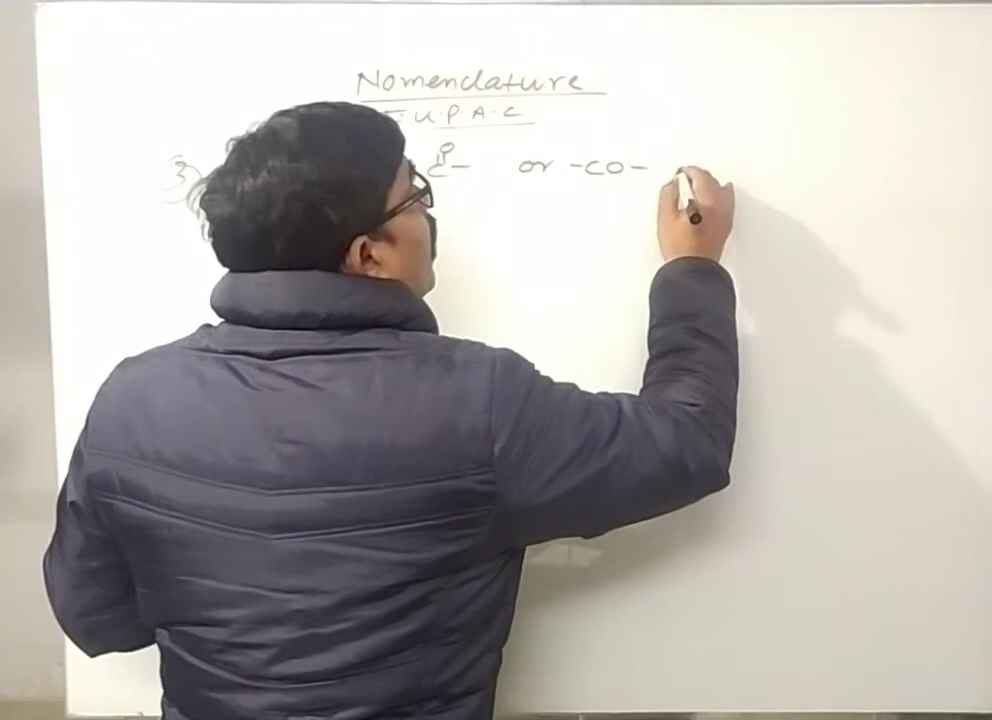 Nomenclature
I.U.P.A.C
3) O
C- or -CO-